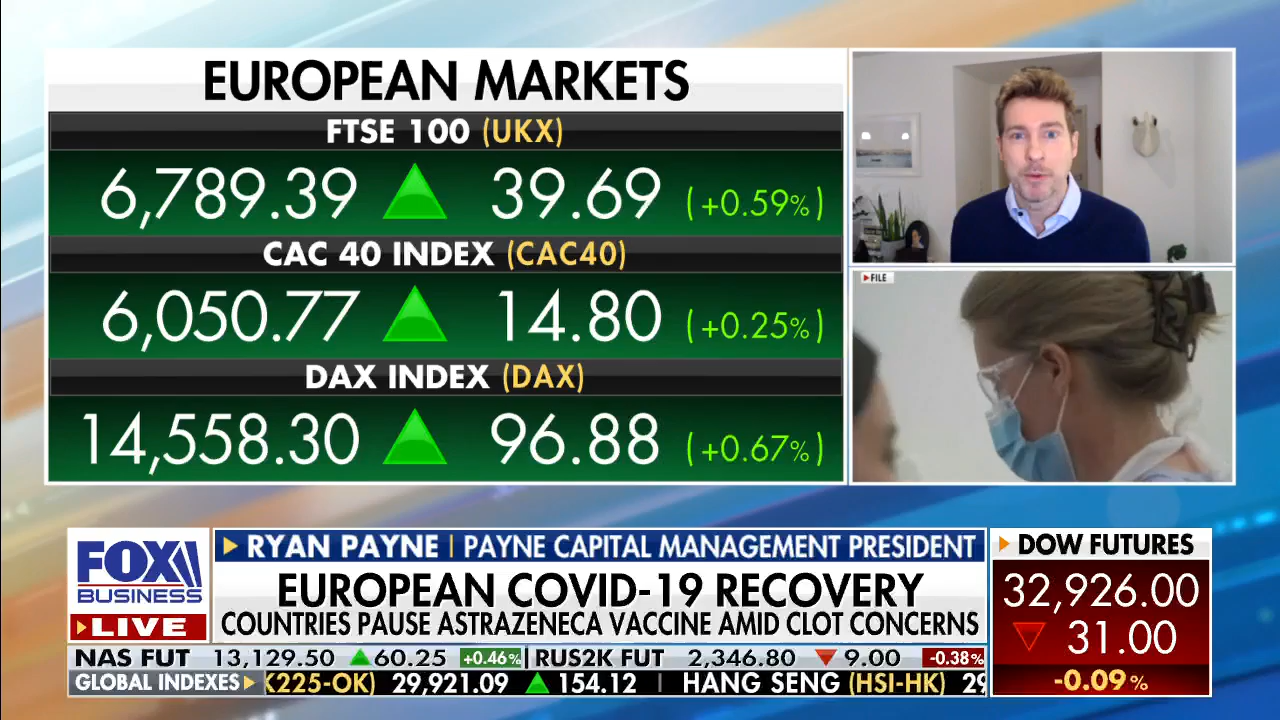 EUROPEAN MARKETS
FTSE 100 (UKX)
6,789.39 39.69 (+0.59%)
CAC 40 INDEX (CAC40)
6,050.77 14.80 (+0.25%)
DAX INDEX (DAX)
14,558.30 96.88 (+0.67%)
FILE
FOX BUSINESS
LIVE
RYAN PAYNE | PAYNE CAPITAL MANAGEMENT PRESIDENT
EUROPEAN COVID-19 RECOVERY
COUNTRIES PAUSE ASTRAZENECA VACCINE AMID CLOT CONCERNS
DOW FUTURES
32,926.00
31.00
-0.09%
NAS FUT 13,129.50 60.25 +0.46% RUS2K FUT 2,346.80 9.00 -0.38%
GLOBAL INDEXES K225-OK) 29,921.09 154.12 | HANG SENG (HSI-HK) 29